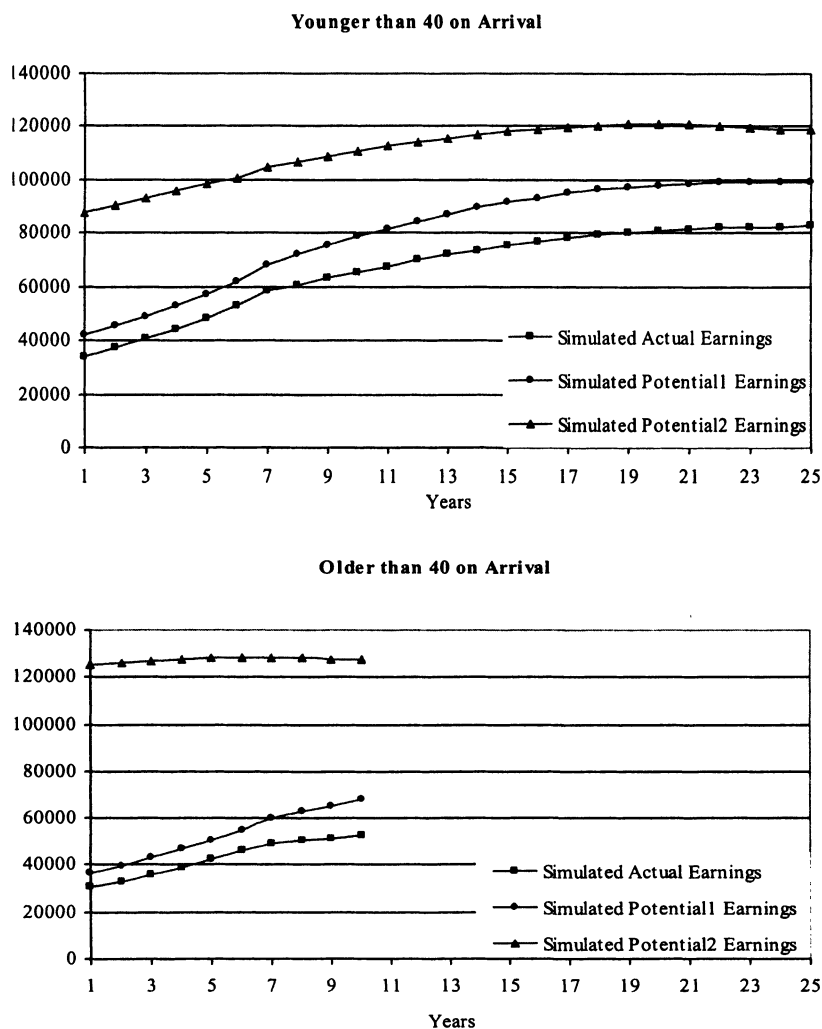 Younger than 40 on Arrival
140000
120000
100000
80000
60000
40000
20000
0
Simulated Actual Earnings
Simulated Potential1 Earnings
Simulated Potential2 Earnings
1 3 5 7 9 11 13 15 17 19 21 23 25
Years
Older than 40 on Arrival
140000
120000
100000
80000
60000
40000
20000
0
Simulated Actual Earnings
Simulated Potential1 Earnings
Simulated Potential2 Earnings
1 3 5 7 9 11 13 15 17 19 21 23 25
Years